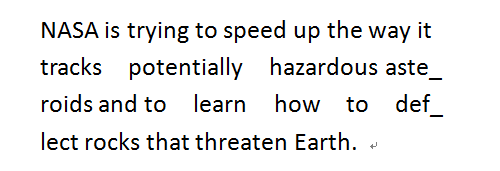 NASA is trying to speed up the way it
tracks potentially hazardous aste_
roids and to learn how to def_
lect rocks that threaten Earth. ↵